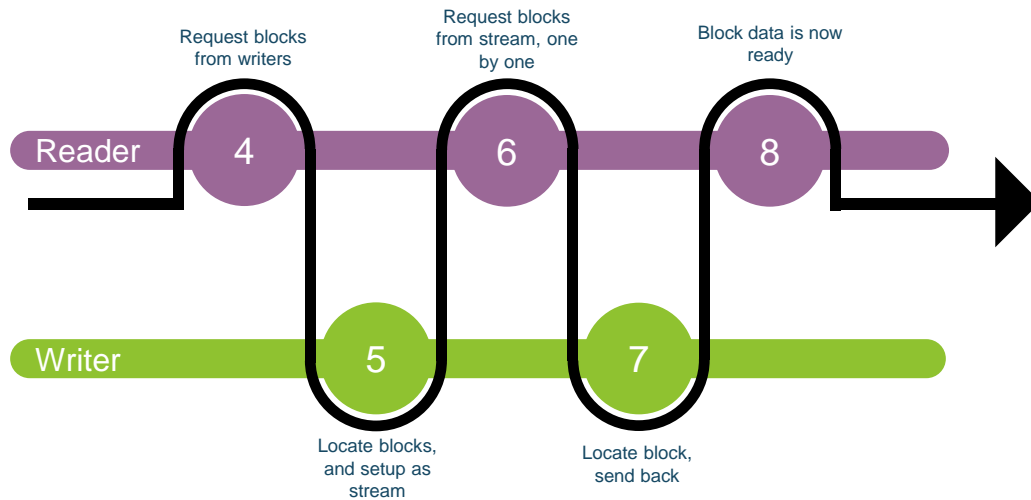 Request blocks
from writers
Request blocks
from stream, one
by one
Block data is now
ready
Reader
4
6
8
Writer
5
7
Locate blocks,
and setup as
stream
Locate block,
send back